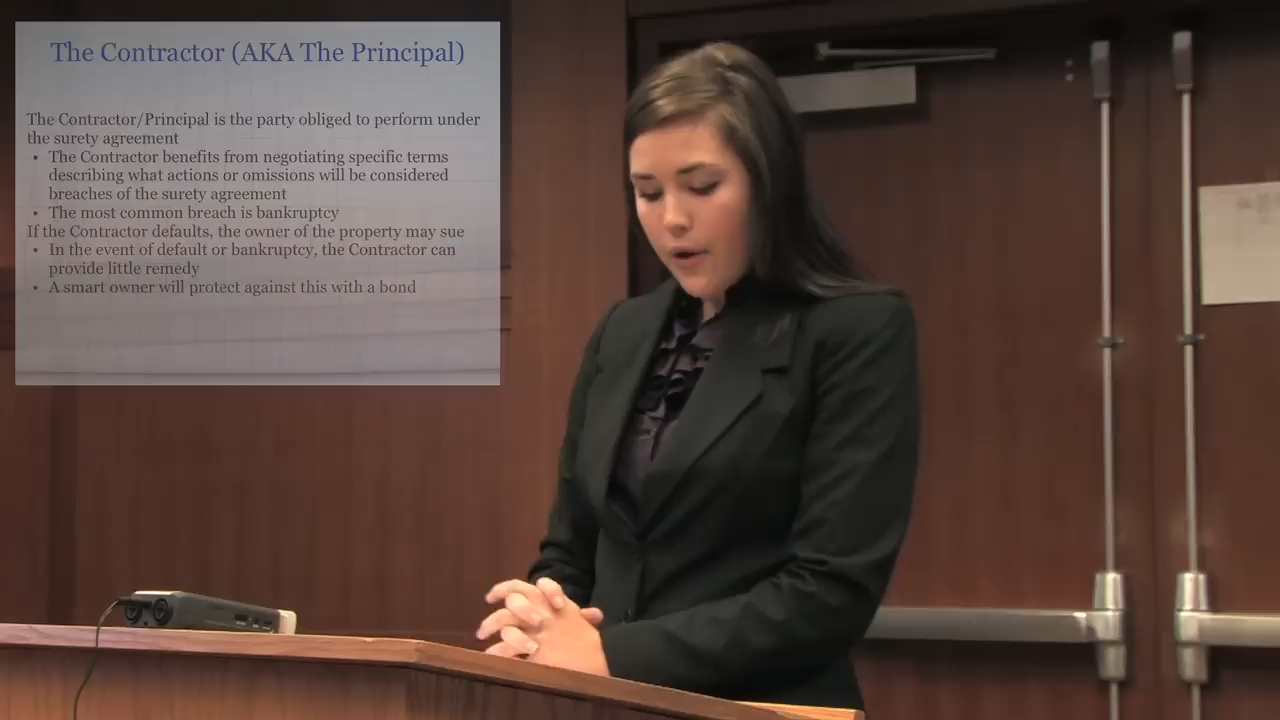 The Contractor (AKA The Principal)
The Contractor/Principal is the party obliged to perform under
the surety agreement
• The Contractor benefits from negotiating specific terms
describing what actions or omissions will be considered
breaches of the surety agreement
• The most common breach is bankruptcy
If the Contractor defaults, the owner of the property may sue
• In the event of default or bankruptcy, the Contractor can
provide little remedy
• A smart owner will protect against this with a bond